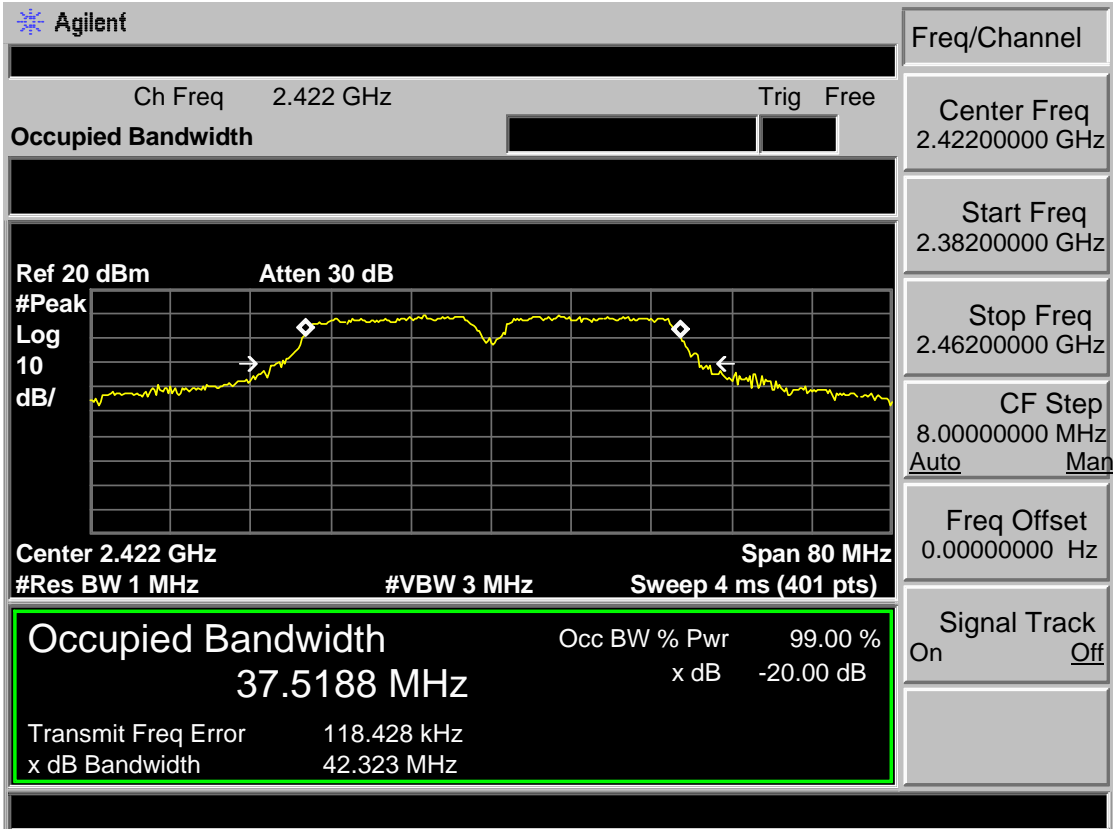 Agilent
Freq/Channel
Ch Freq 2.422 GHz Trig Free
Occupied Bandwidth
Center Freq
2.42200000 GHz
Start Freq
2.38200000 GHz
Stop Freq
2.46200000 GHz
CF Step
8.00000000 MHz
Auto Man
Freq Offset
0.00000000 Hz
Signal Track
On Off
Ref 20 dBm Atten 30 dB
#Peak
Log
10
dB/
Center 2.422 GHz Span 80 MHz
#Res BW 1 MHz #VBW 3 MHz Sweep 4 ms (401 pts)
Occupied Bandwidth Occ BW % Pwr 99.00 %
37.5188 MHz x dB -20.00 dB
Transmit Freq Error 118.428 kHz
x dB Bandwidth 42.323 MHz